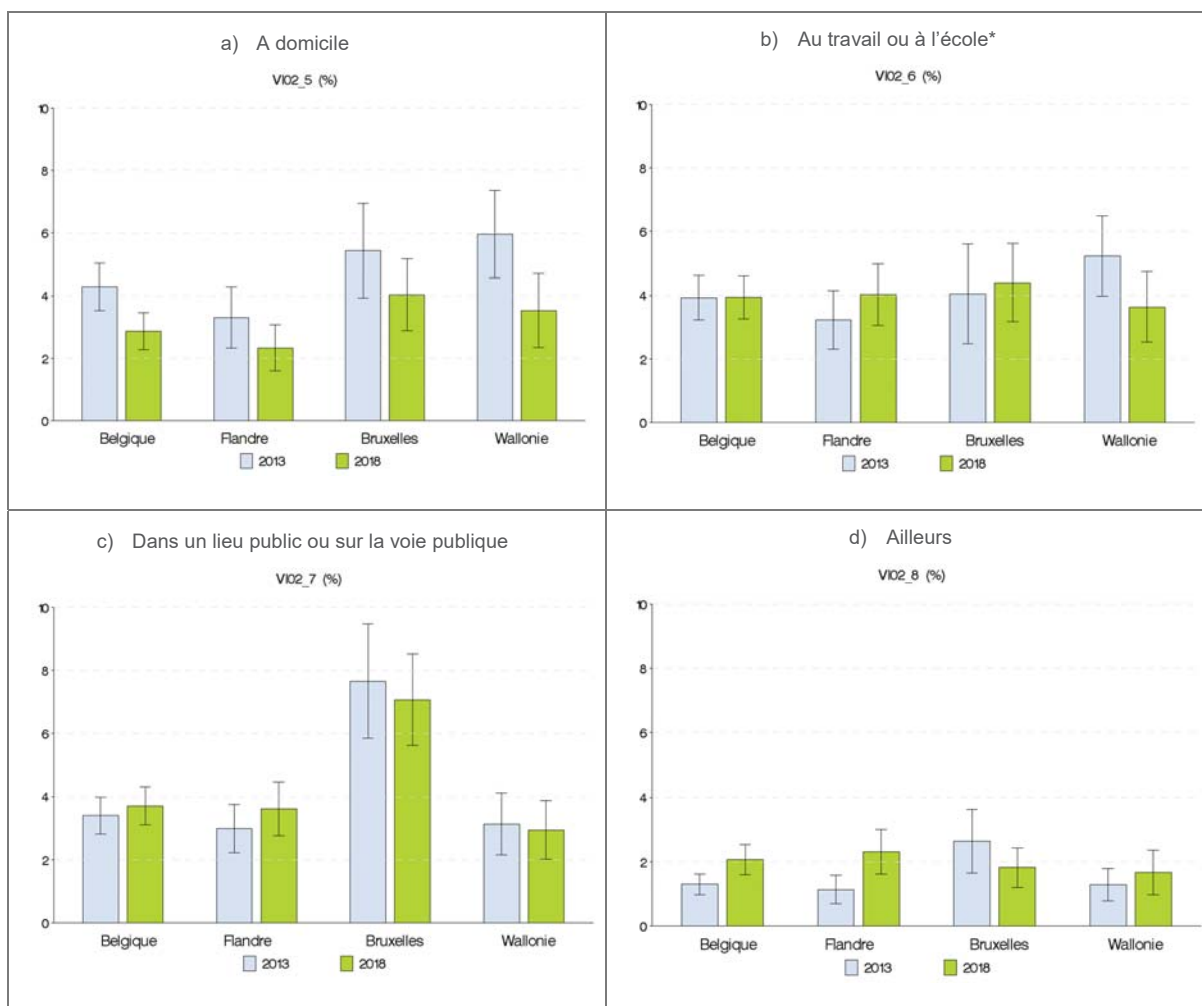 a) A domicile
VI02_5 (%)
10
8
6
4
2
0
Belgique Flandre Bruxelles Wallonie
2013 2018
b) Au travail ou à l'école*
VI02_6 (%)
10
8
6
4
2
0
Belgique Flandre Bruxelles Wallonie
2013 2018
c) Dans un lieu public ou sur la voie publique
VI02_7 (%)
10
8
6
4
2
0
Belgique Flandre Bruxelles Wallonie
2013 2018
d) Ailleurs
VI02_8 (%)
10
8
6
4
2
0
Belgique Flandre Bruxelles Wallonie
2013 2018